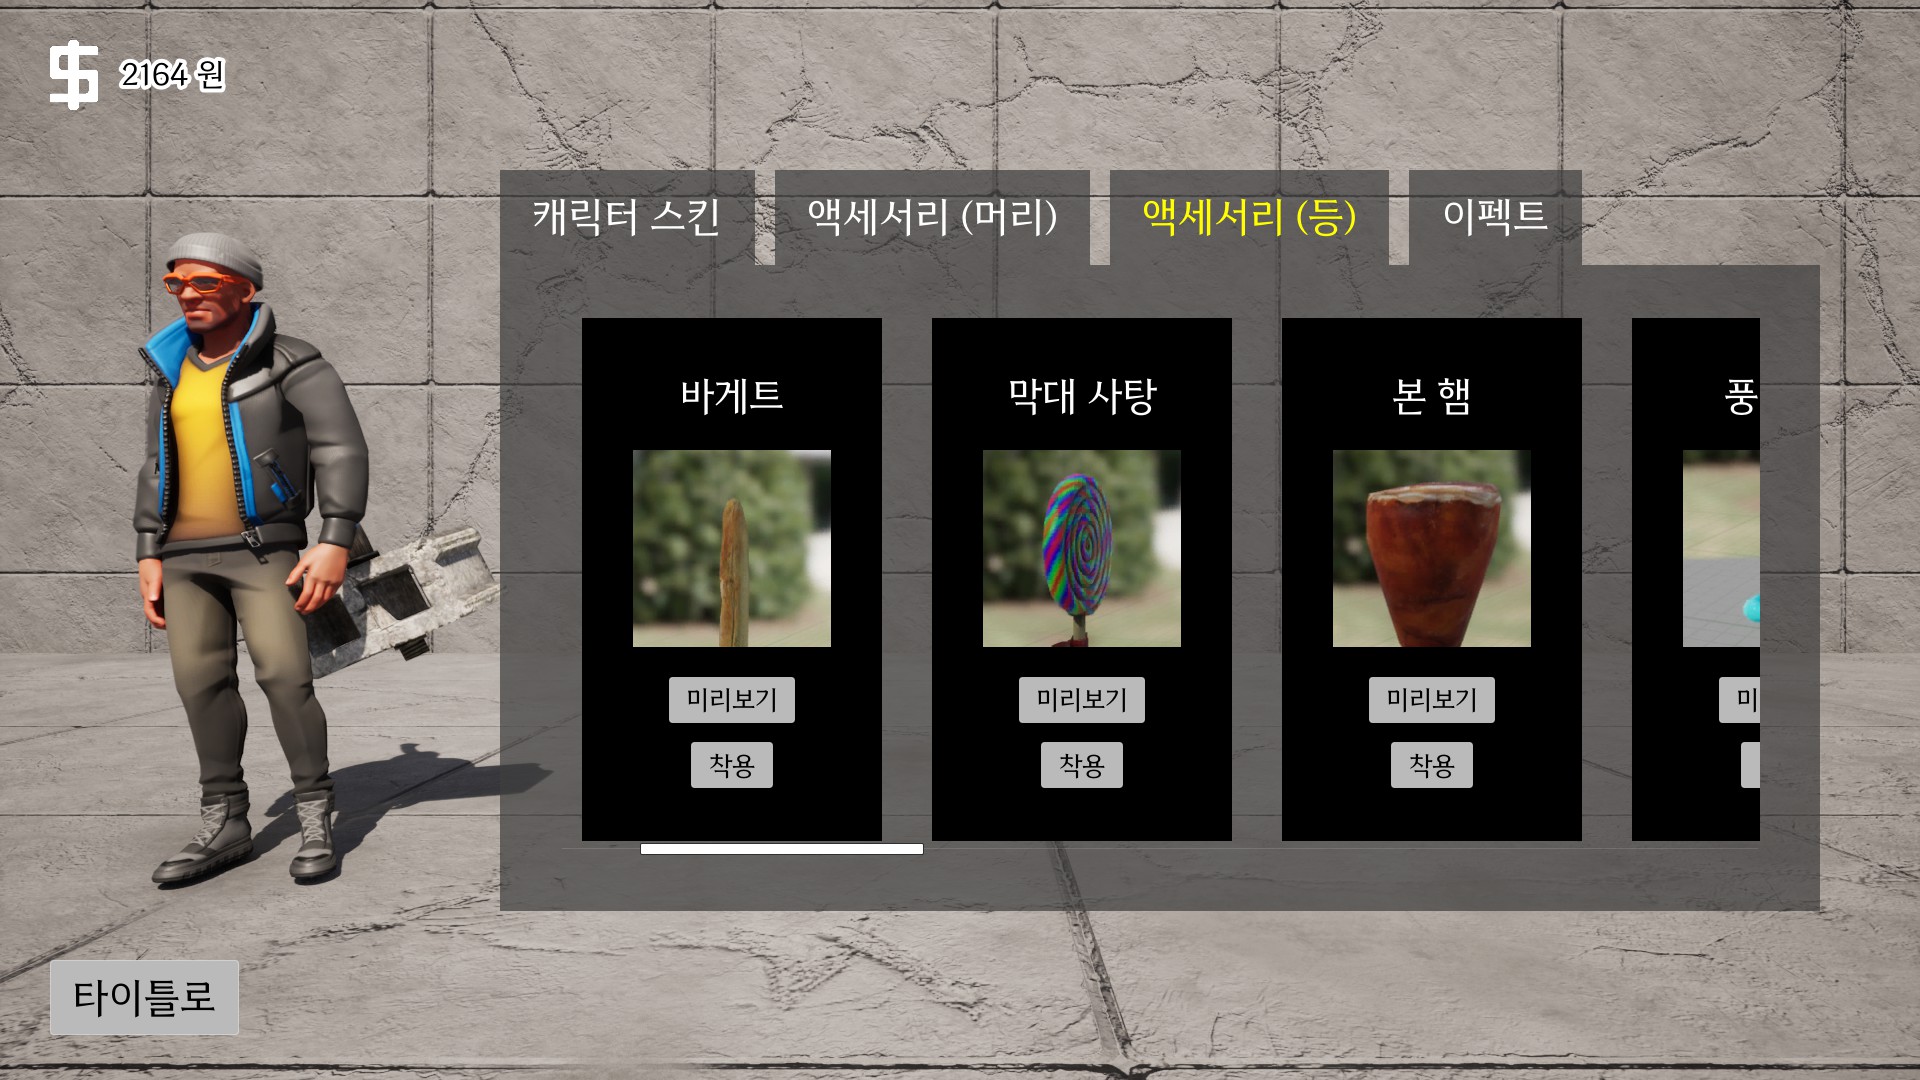 2164 원
캐릭터 스킨
액세서리 (머리)
액세서리 (등)
이펙트
바게트
막대 사탕
본 햄
풍
미리보기
미리보기
미리보기
미
착용
착용
착용
타이틀로